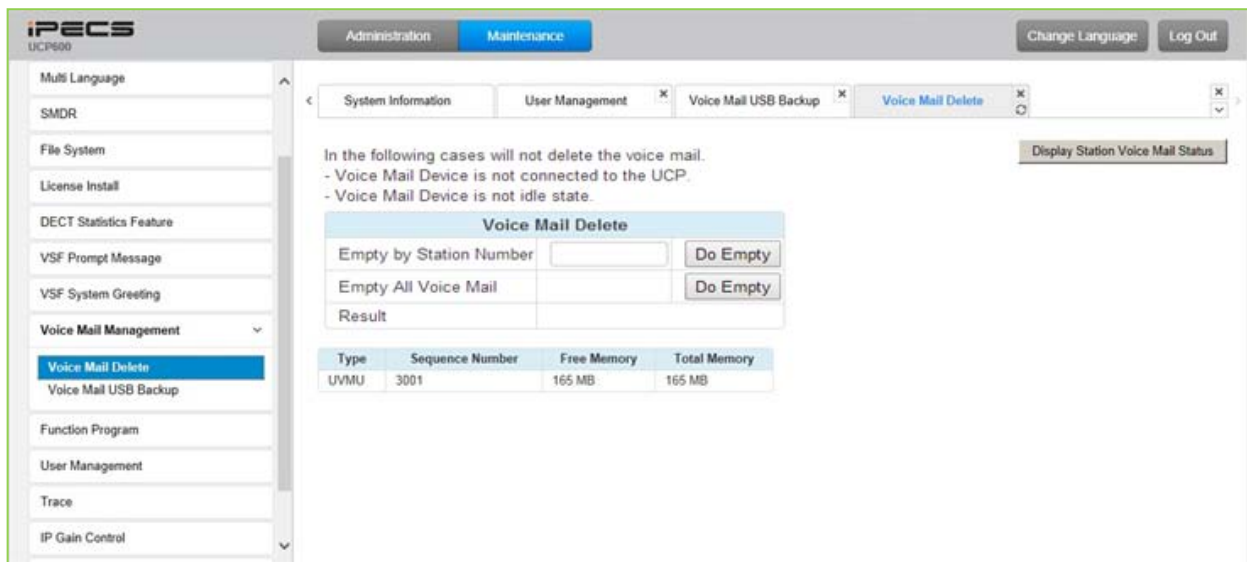 iPECS
UCP600
Administration
Maintenance
Change Language
Log Out
Multi Language
SMDR
File System
License Install
DECT Statistics Feature
VSF Prompt Message
VSF System Greeting
Voice Mail Management
Voice Mail Delete
Voice Mail USB Backup
Function Program
User Management
Trace
IP Gain Control
System Information
User Management
Voice Mail USB Backup
Voice Mail Delete
Display Station Voice Mail Status
In the following cases will not delete the voice mail.
- Voice Mail Device is not connected to the UCP.
- Voice Mail Device is not idle state.
Voice Mail Delete
Empty by Station Number Do Empty
Empty All Voice Mail Do Empty
Result
Type Sequence Number Free Memory Total Memory
UVMU 3001 165 MB 165 MB